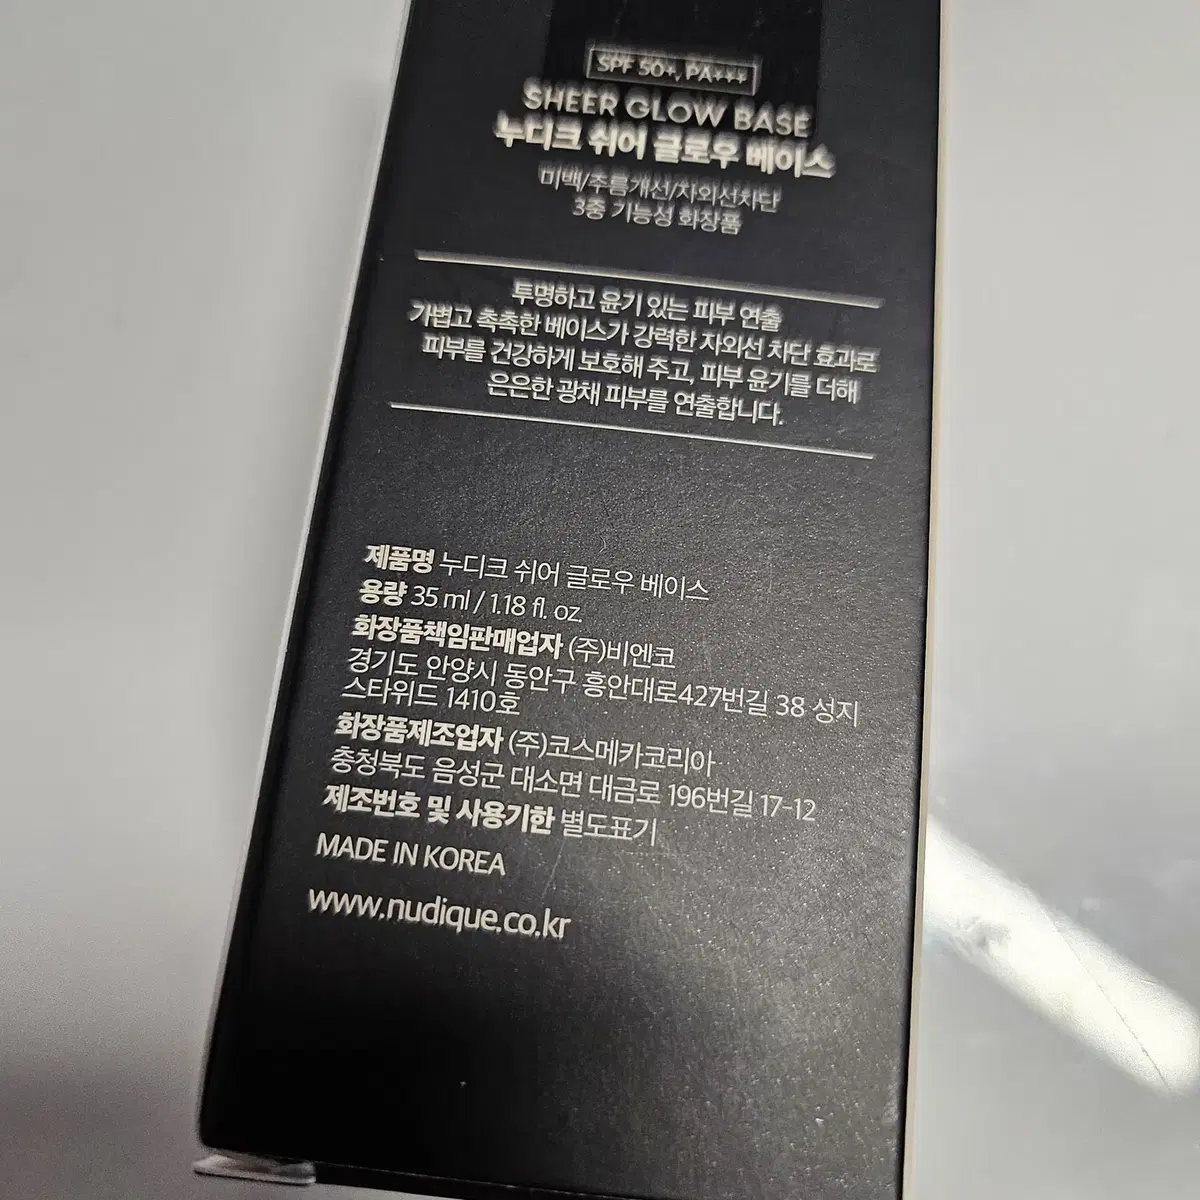 SPF 50+, PA+++
SHEER GLOW BASE
누디크 쉬어 글로우 베이스
미백/주름개선/자외선차단
3중 기능성 화장품
투명하고 윤기 있는 피부 연출
가볍고 촉촉한 베이스가 강력한 자외선 차단 효과로
피부를 건강하게 보호해 주고, 피부 윤기를 더해
은은한 광채 피부를 연출합니다.
제품명 누디크 쉬어 글로우 베이스
용량 35 ml / 1.18 fl. oz.
화장품책임판매업자 (주)비엔코
경기도 안양시 동안구 흥안대로427번길 38 성지
스타위드 1410호
화장품제조업자 (주)코스메카코리아
충청북도 음성군 대소면 대금로 196번길 17-12
제조번호 및 사용기한 별도표기
MADE IN KOREA
www.nudique.co.kr